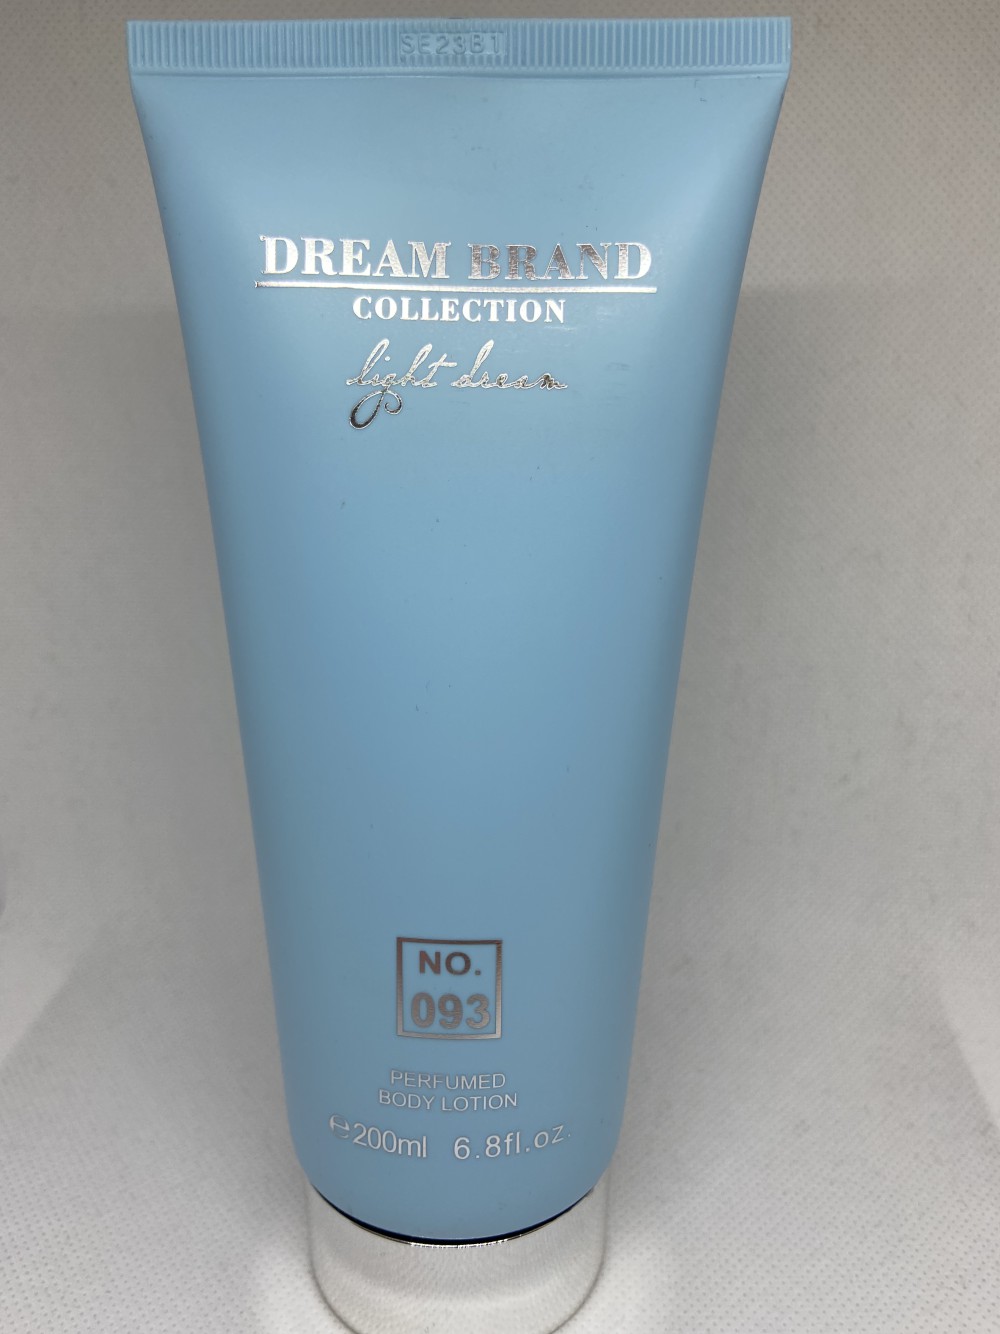 SE23B1
DREAM BRAND
COLLECTION
light dream
NO.
093
PERFUMED
BODY LOTION
℮200ml 6.8fl.oz.